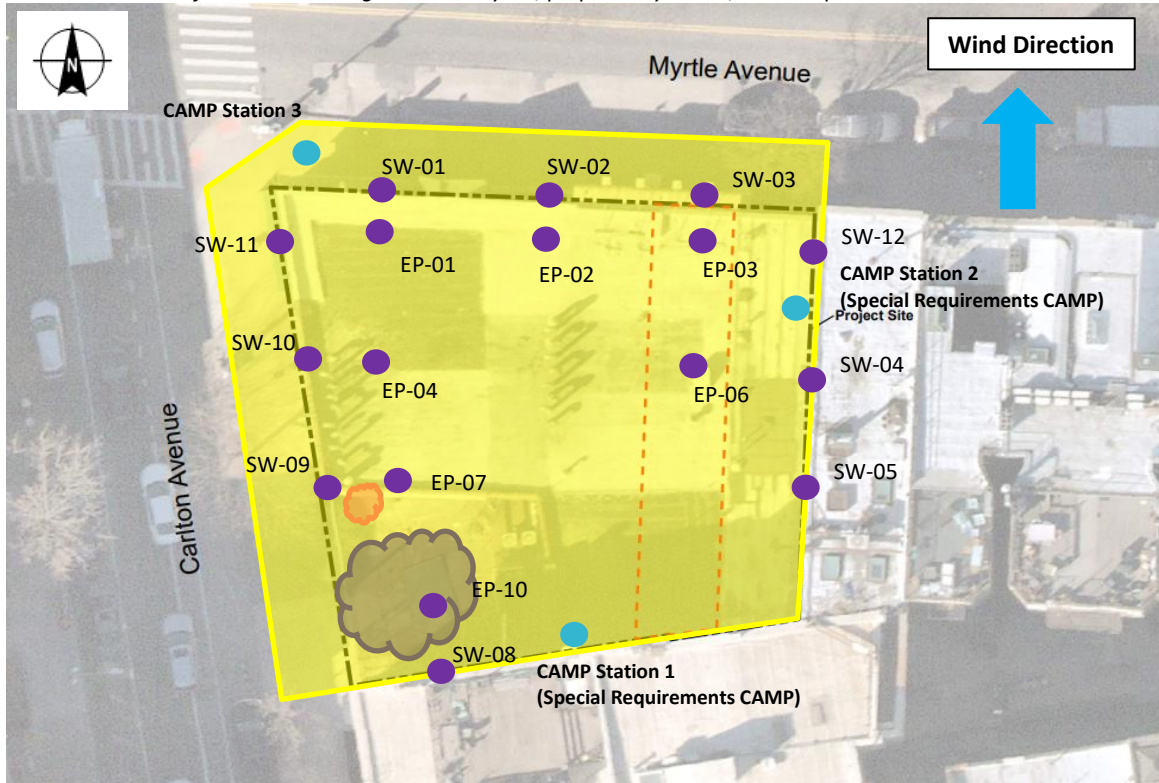 Wind Direction
N
Myrtle Avenue
CAMP Station 3
SW-01
SW-02
SW-03
SW-11
EP-01
EP-02
EP-03
SW-12
CAMP Station 2
(Special Requirements CAMP)
Project Site
SW-10
EP-04
EP-06
SW-04
Carlton Avenue
SW-09
EP-07
SW-05
EP-10
SW-08
CAMP Station 1
(Special Requirements CAMP)